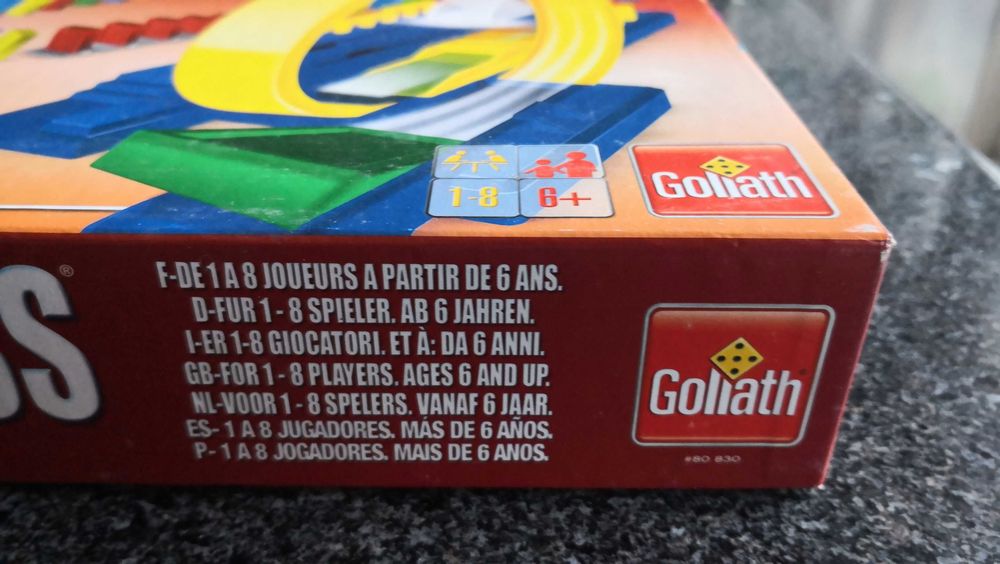 1-8 6+
Goliath
SS®
F-DE 1 A 8 JOUEURS A PARTIR DE 6 ANS.
D-FUR 1 - 8 SPIELER. AB 6 JAHREN.
I-ER 1-8 GIOCATORI. ET À: DA 6 ANNI.
GB-FOR 1 - 8 PLAYERS. AGES 6 AND UP.
NL-VOOR 1 - 8 SPELERS. VANAF 6 JAAR.
ES- 1 A 8 JUGADORES. MÁS DE 6 AÑOS.
P- 1 A 8 JOGADORES. MAIS DE 6 ANOS.
Goliath®
#80 830